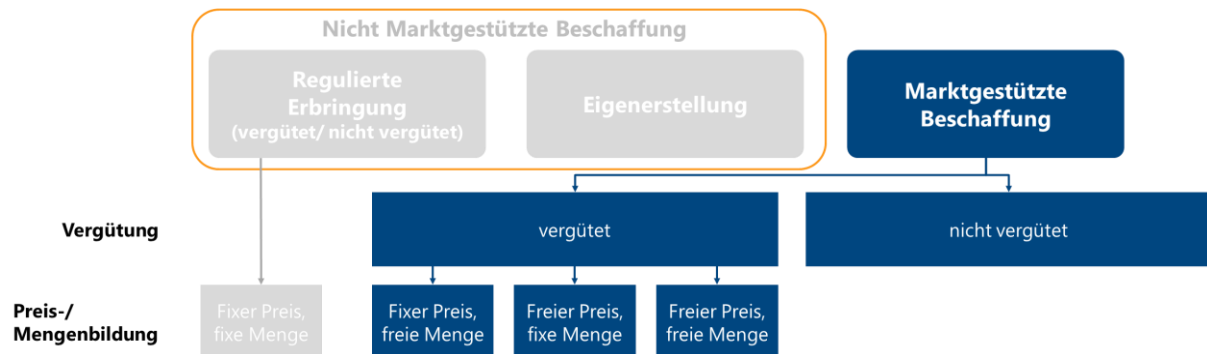 Nicht Marktgestützte Beschaffung
Regulierte
Erbringung
(vergütet/ nicht vergütet)
Eigenerstellung
Marktgestützte
Beschaffung
Vergütung
vergütet
nicht vergütet
Preis-/
Mengenbildung
Fixer Preis,
fixe Menge
Fixer Preis,
freie Menge
Freier Preis,
fixe Menge
Freier Preis,
freie Menge